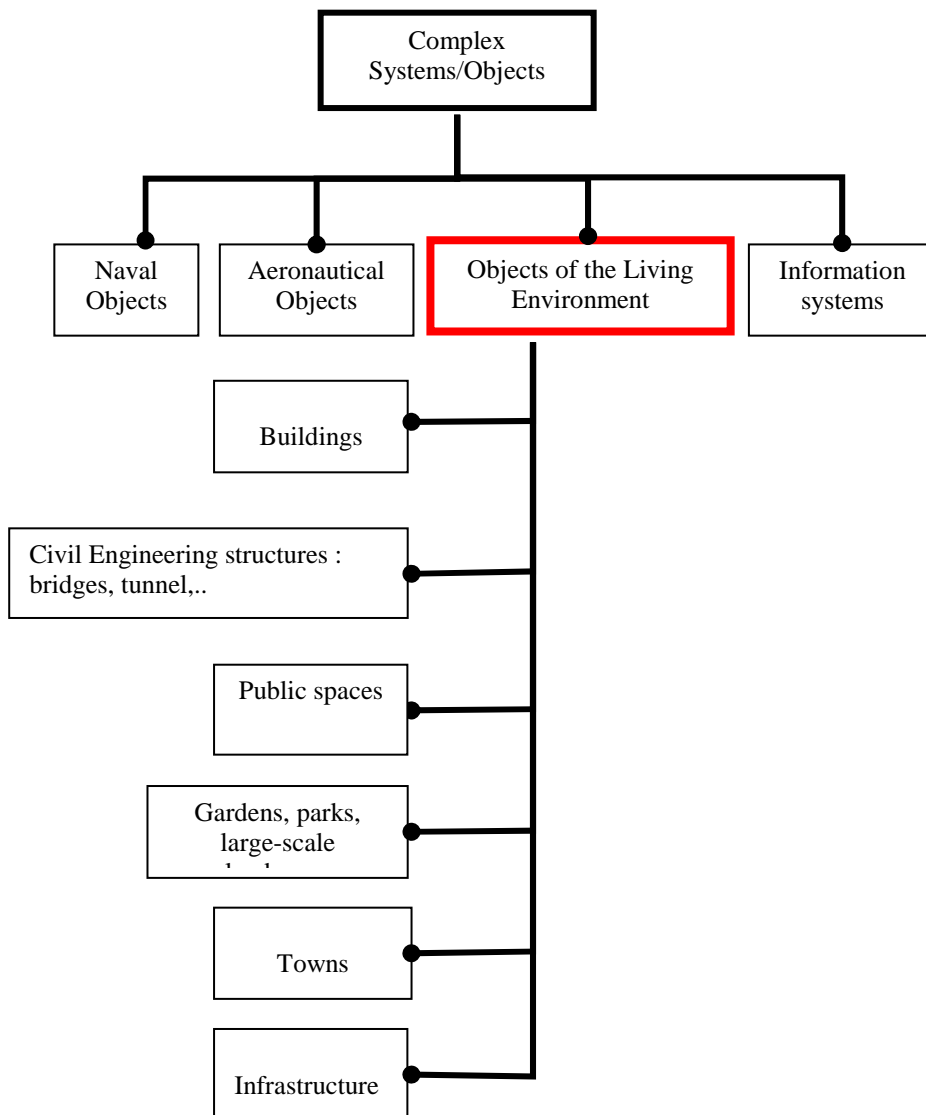 Complex
Systems/Objects
Naval
Objects
Aeronautical
Objects
Objects of the Living
Environment
Information
systems
Buildings
Civil Engineering structures :
bridges, tunnel,..
Public spaces
Gardens, parks,
large-scale
Towns
Infrastructure